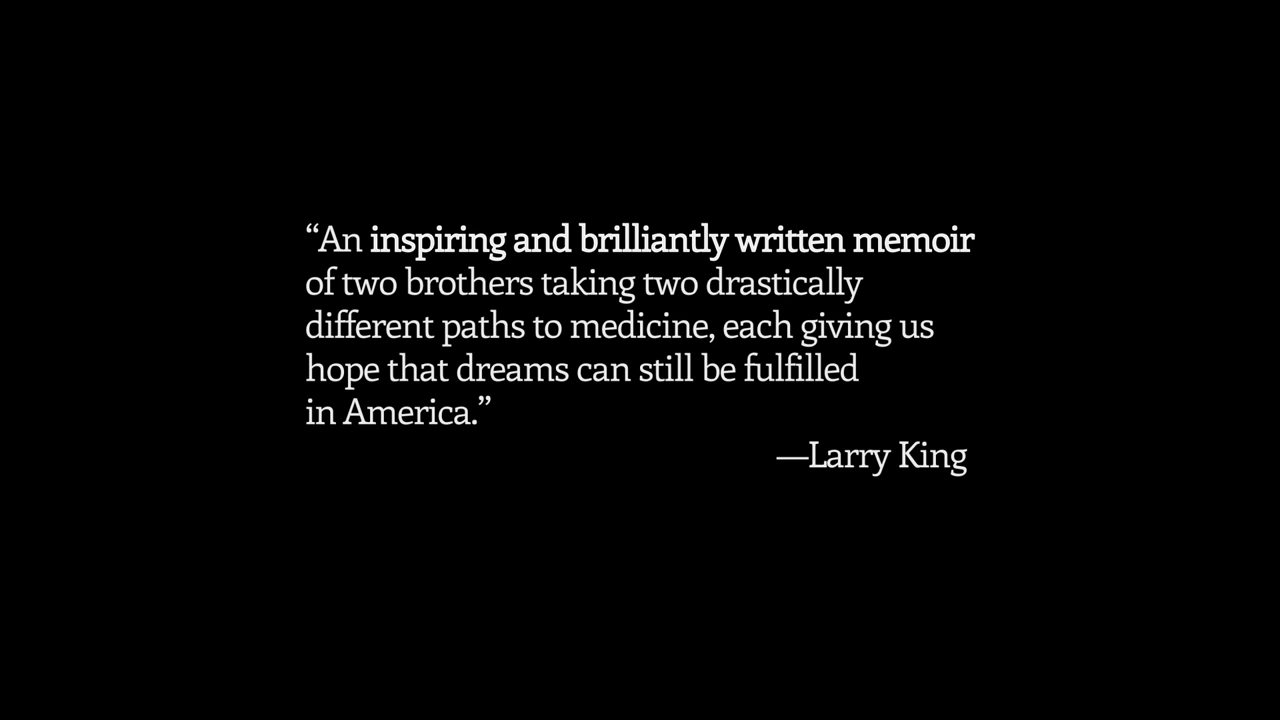 “An inspiring and brilliantly written memoir
of two brothers taking two drastically
different paths to medicine, each giving us
hope that dreams can still be fulfilled
in America.”
—Larry King